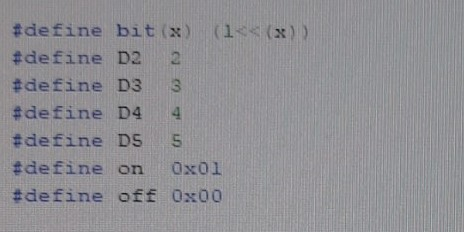 #define bit(x) (1<<(x))
#define D2 2
#define D3 3
#define D4 4
#define D5 5
#define on 0x01
#define off 0x00